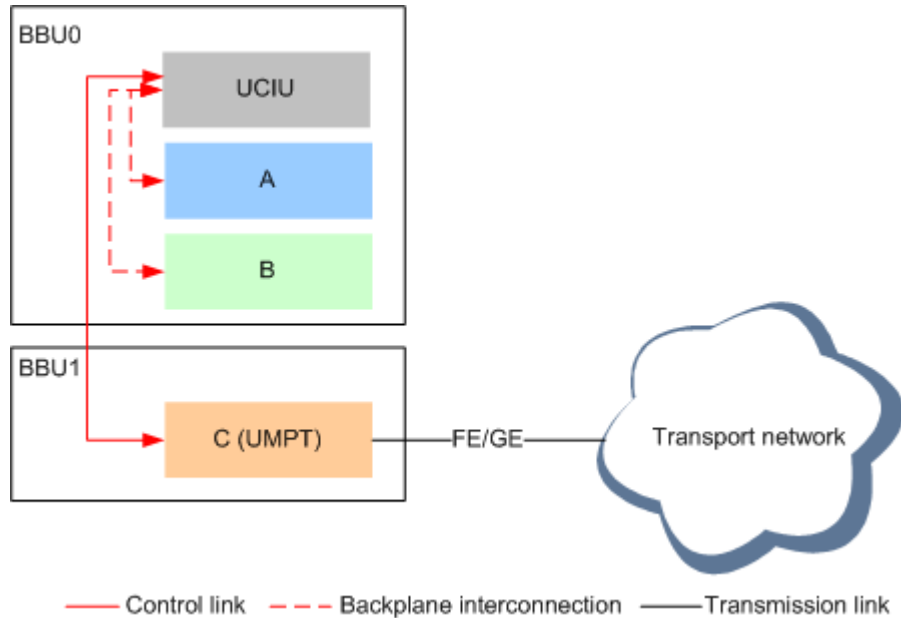 BBU0
UCIU
A
B
BBU1
C (UMPT)
FE/GE
Transport network
Control link
Backplane interconnection
Transmission link